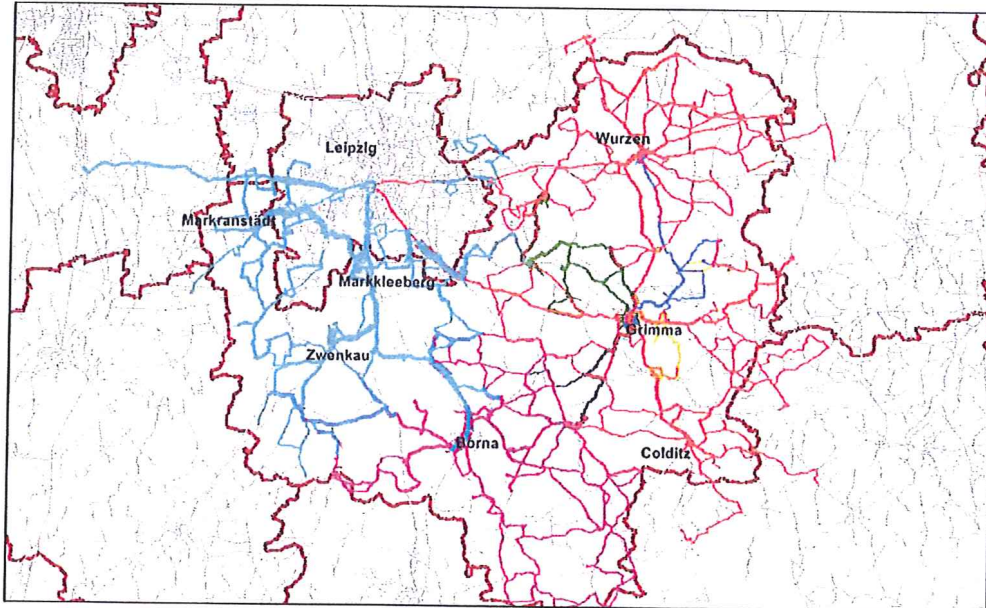 Wurzen
Leipzig
Markranstädt
Markkleeberg
Grimma
Zwenkau
Borna
Colditz